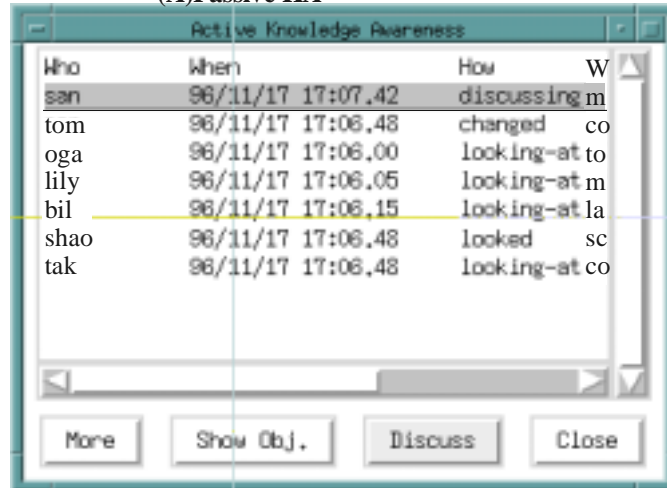 (A)Passive KA
Active Knowledge Awareness
Who When How W
san 96/11/17 17:07.42 discussing m
tom 96/11/17 17:06.48 changed co
oga 96/11/17 17:06.00 looking-at to
lily 96/11/17 17:06.05 looking-at m
bil 96/11/17 17:06.15 looking-at la
shao 96/11/17 17:06.48 looked sc
tak 96/11/17 17:06.48 looking-at co
More Show Obj. Discuss Close